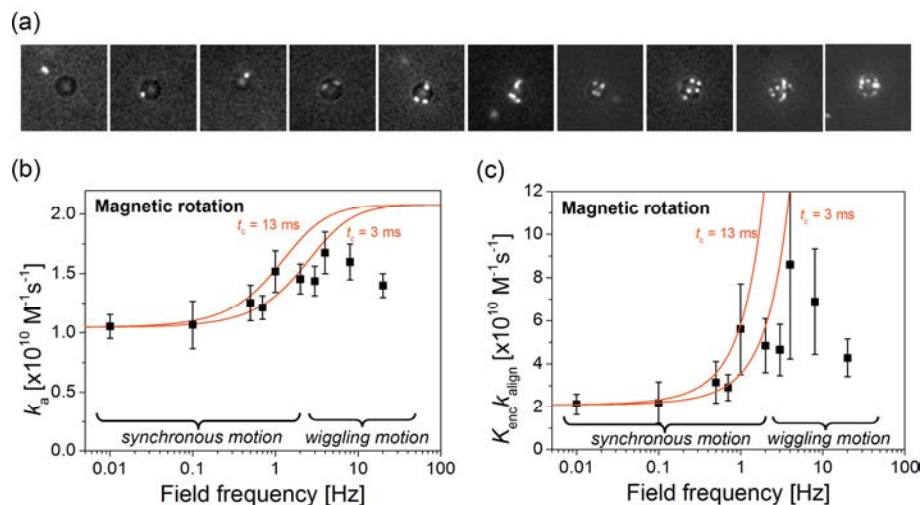 (a)
(b)
Magnetic rotation
t_c = 13 ms
t_c = 3 ms
2.0
1.5
1.0
0.5
0.0
k_a [x10^10 M^-1s^-1]
synchronous motion
wiggling motion
0.01
0.1
1
10
100
Field frequency [Hz]
(c)
Magnetic rotation
t_c = 13 ms
t_c = 3 ms
12
10
8
6
4
2
0
K_enc k_align [x10^10 M^-1s^-1]
synchronous motion
wiggling motion
0.01
0.1
1
10
100
Field frequency [Hz]